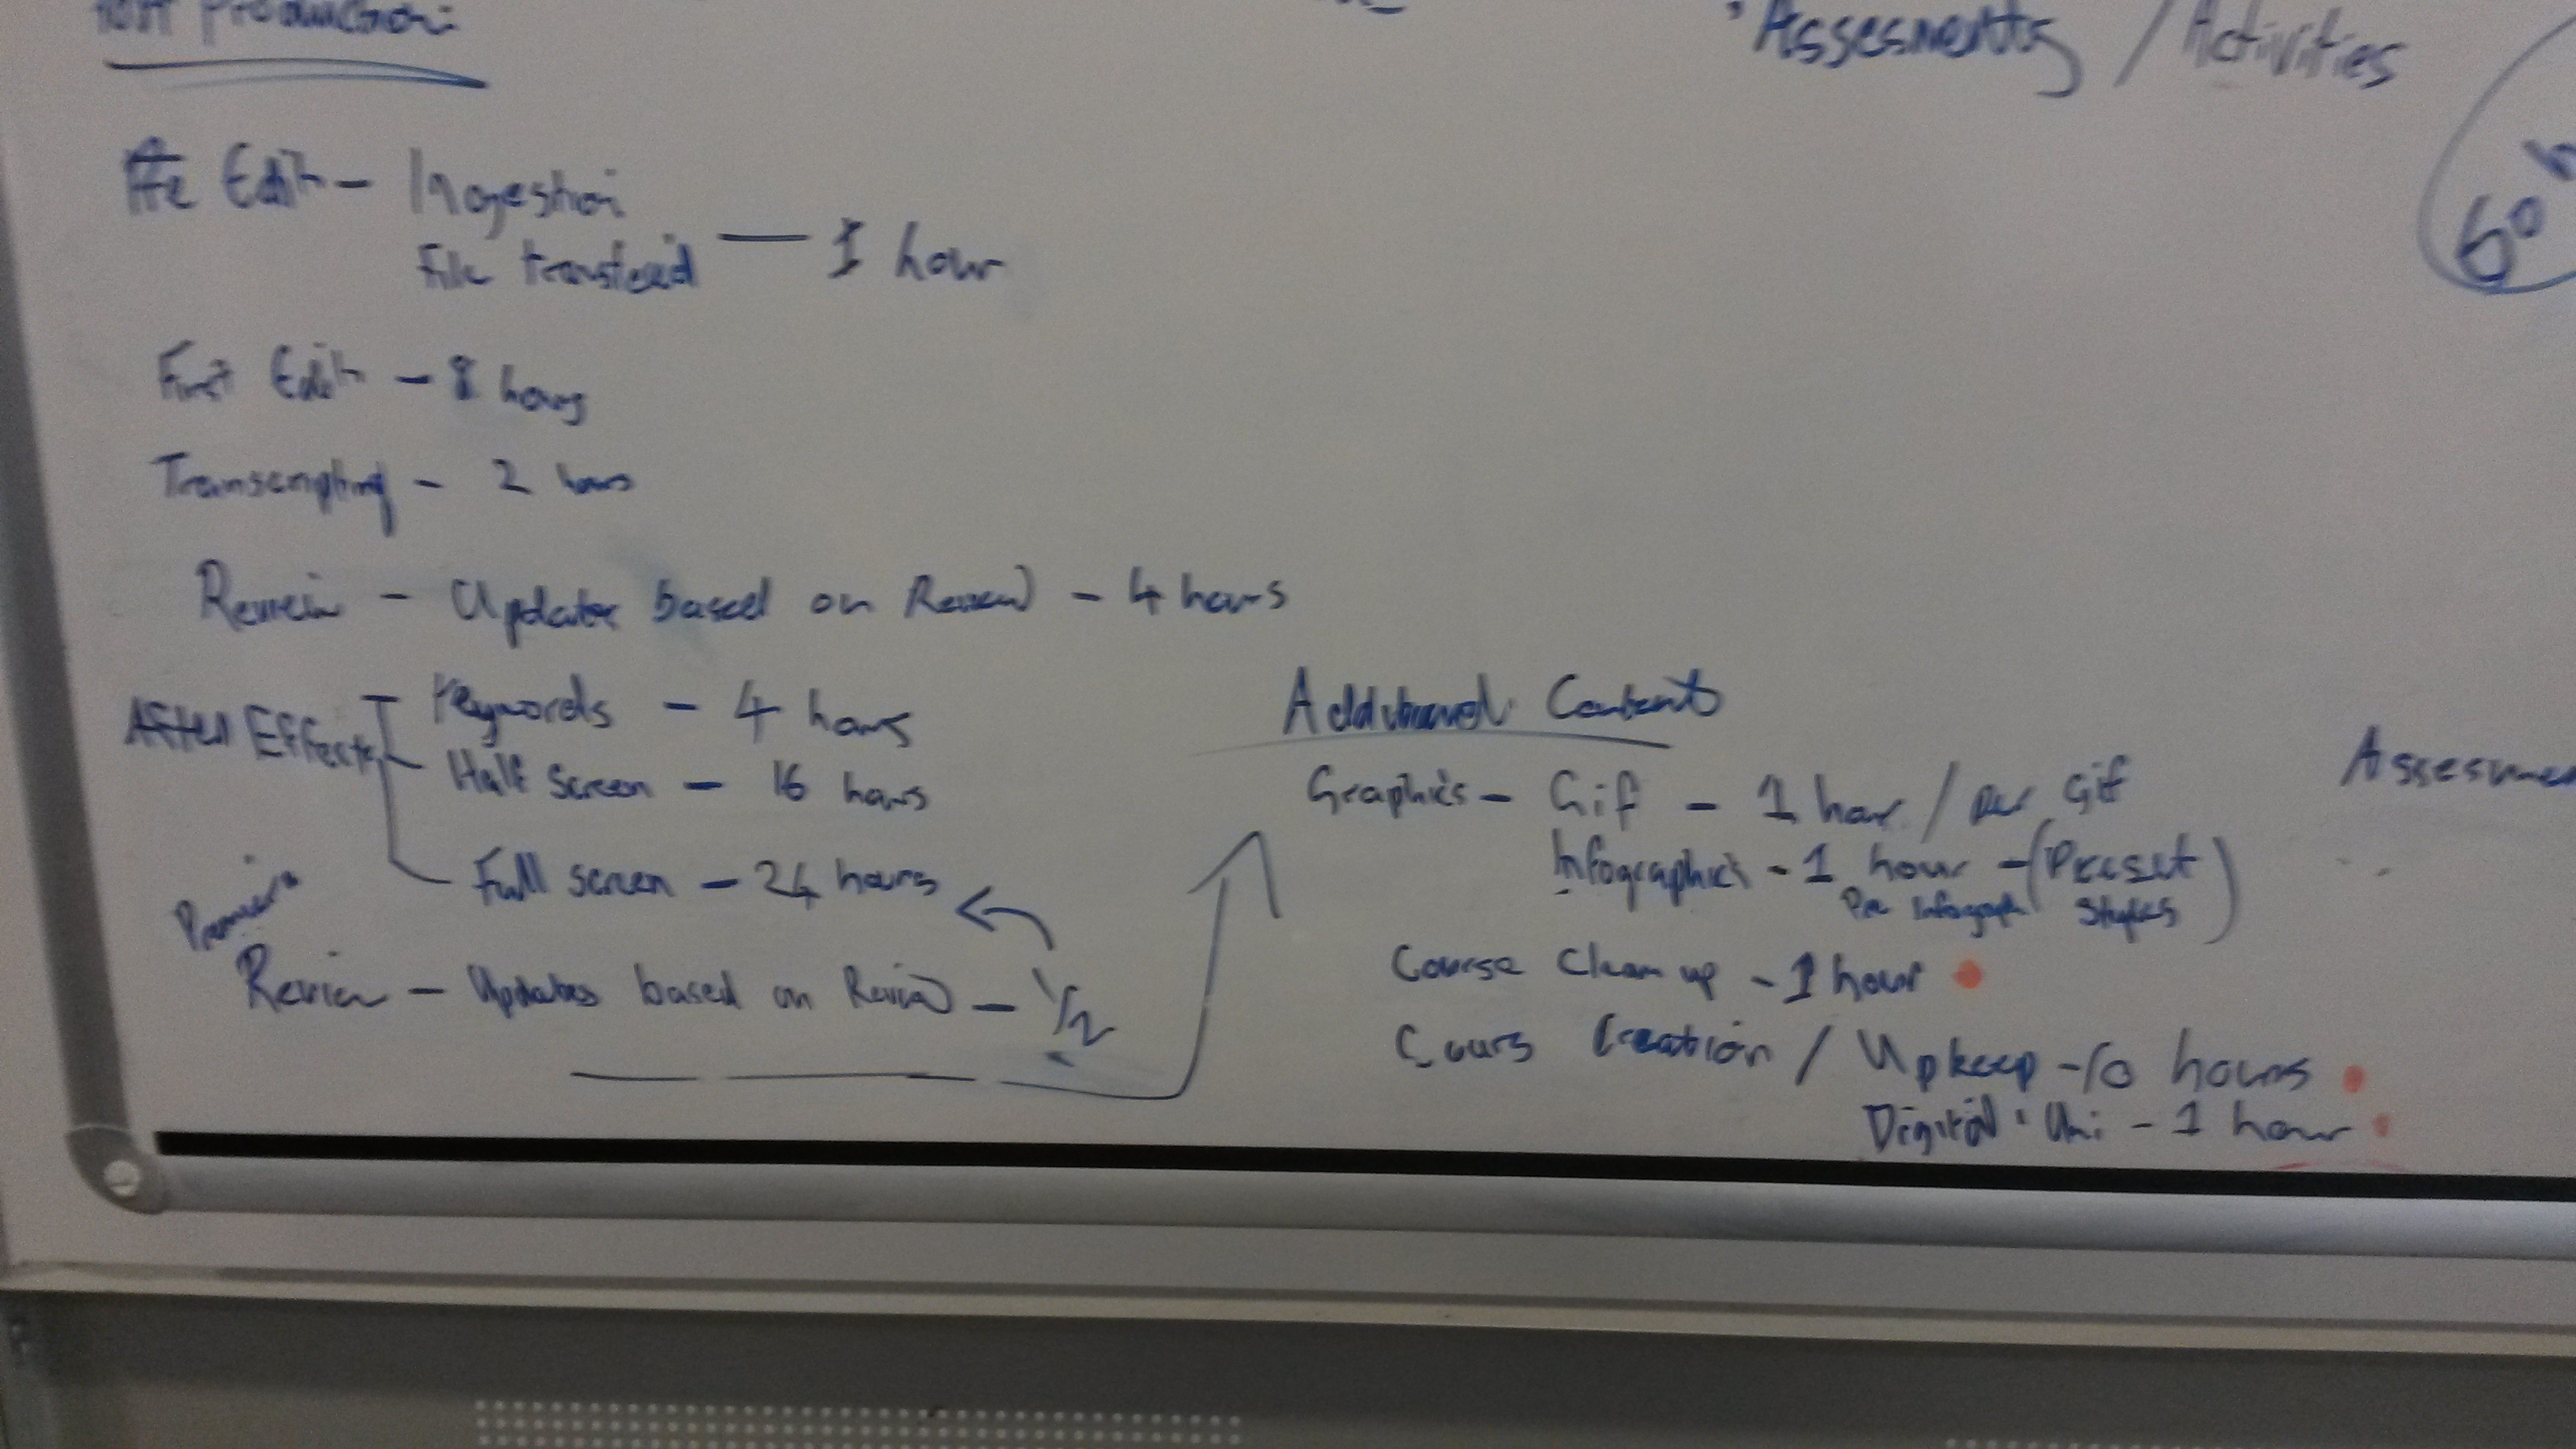 Post Production
Assesments / Activities
Pre Edit - Ingestion
File transfered - 1 hour
60
First Edit - 8 hours
Transcripting - 2 hours
Review - Updates based on Review - 4 hours
After Effects
Keywords - 4 hours
Half Screen - 16 hours
Full screen - 24 hours
Review - Updates based on Review - 1/2
Additional Content
Graphics - Gif - 1 hour / per Gif
Infographics - 1 hour - (Preset
Per Infograph Styles)
Course Clean up - 1 hour
Cours Creation / Upkeep - 10 hours
Digital Uni - 1 hour